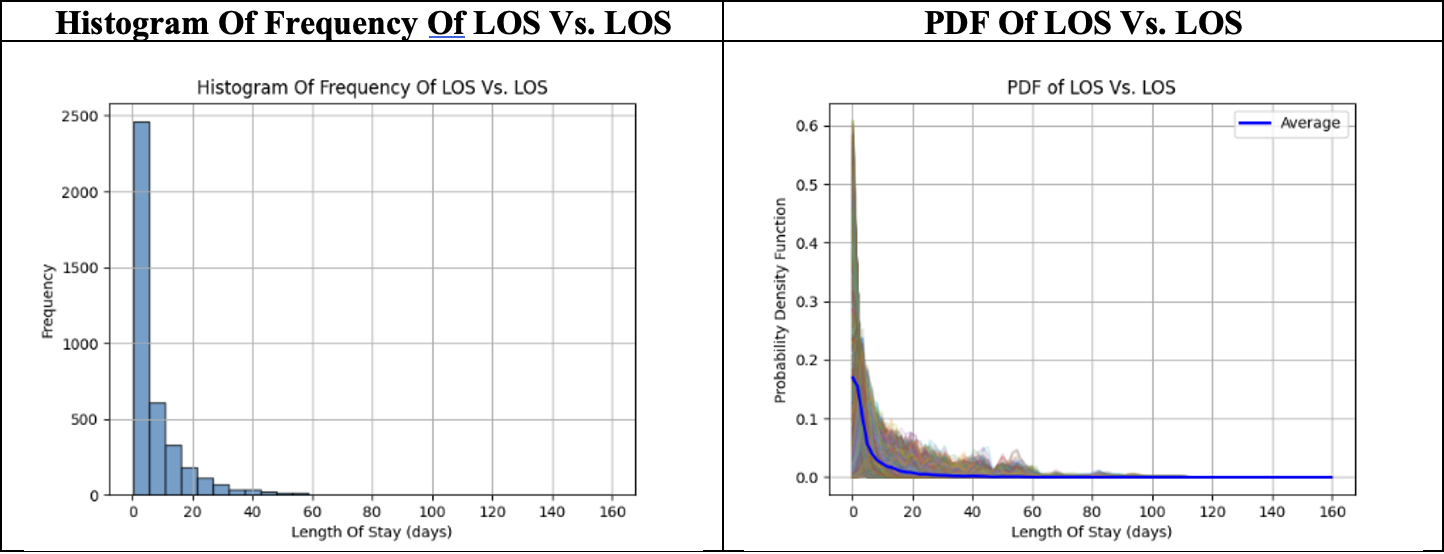 Histogram Of Frequency Of LOS Vs. LOS
PDF Of LOS Vs. LOS
Histogram Of Frequency Of LOS Vs. LOS
2500
2000
1500
1000
500
0
Frequency
0 20 40 60 80 100 120 140 160
Length Of Stay (days)
PDF of LOS Vs. LOS
Average
0.6
0.5
0.4
0.3
0.2
0.1
0.0
Probability Density Function
0 20 40 60 80 100 120 140 160
Length Of Stay (days)